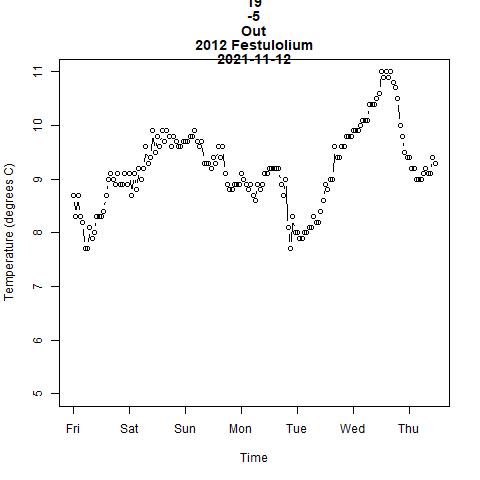 19
-5
Out
2012 Festulolium
2021-11-12
Temperature (degrees C)
11
10
9
8
7
6
5
Fri Sat Sun Mon Tue Wed Thu
Time